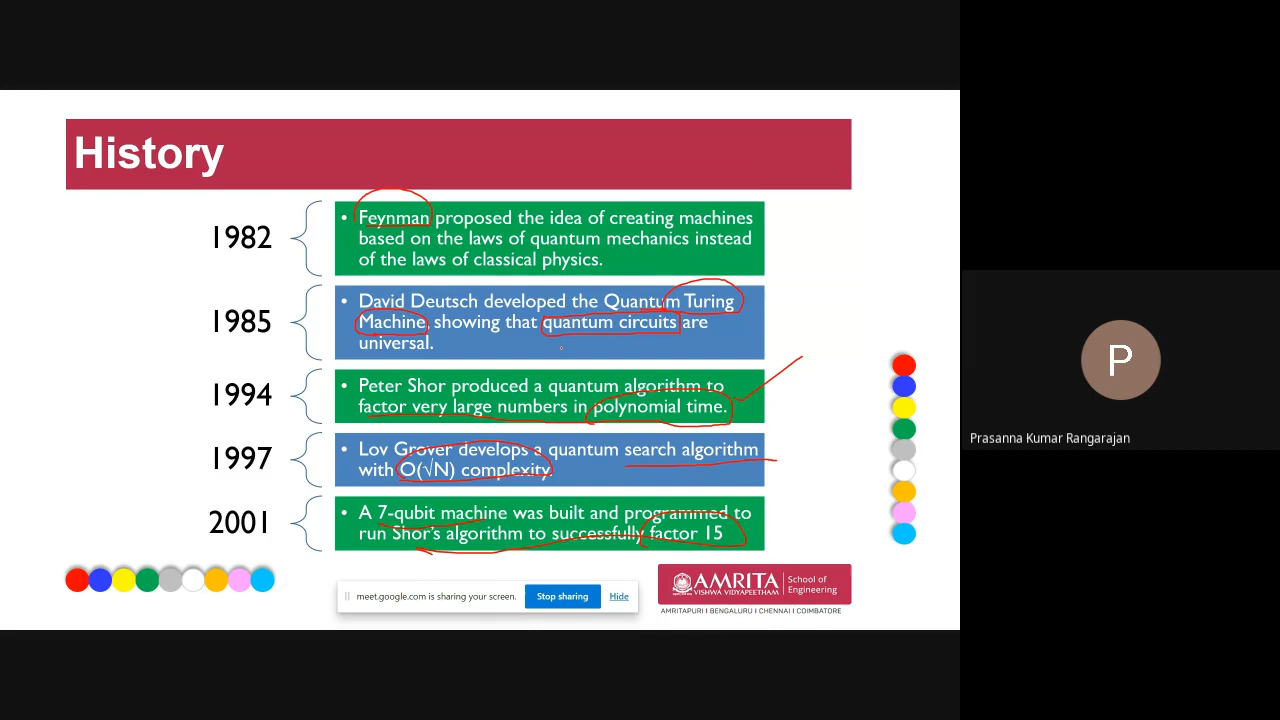 History
1982
• Feynman proposed the idea of creating machines
based on the laws of quantum mechanics instead
of the laws of classical physics.
1985
• David Deutsch developed the Quantum Turing
Machine, showing that quantum circuits are
universal.
1994
• Peter Shor produced a quantum algorithm to
factor very large numbers in polynomial time.
1997
• Lov Grover develops a quantum search algorithm
with O(√N) complexity.
2001
• A 7-qubit machine was built and programmed to
run Shor's algorithm to successfully factor 15
meet.google.com is sharing your screen.
Stop sharing
Hide
AMRITA
VISHWA VIDYAPEETHAM
School of
Engineering
AMRITAPURI I BENGALURU I CHENNAI I COIMBATORE
P
Prasanna Kumar Rangarajan